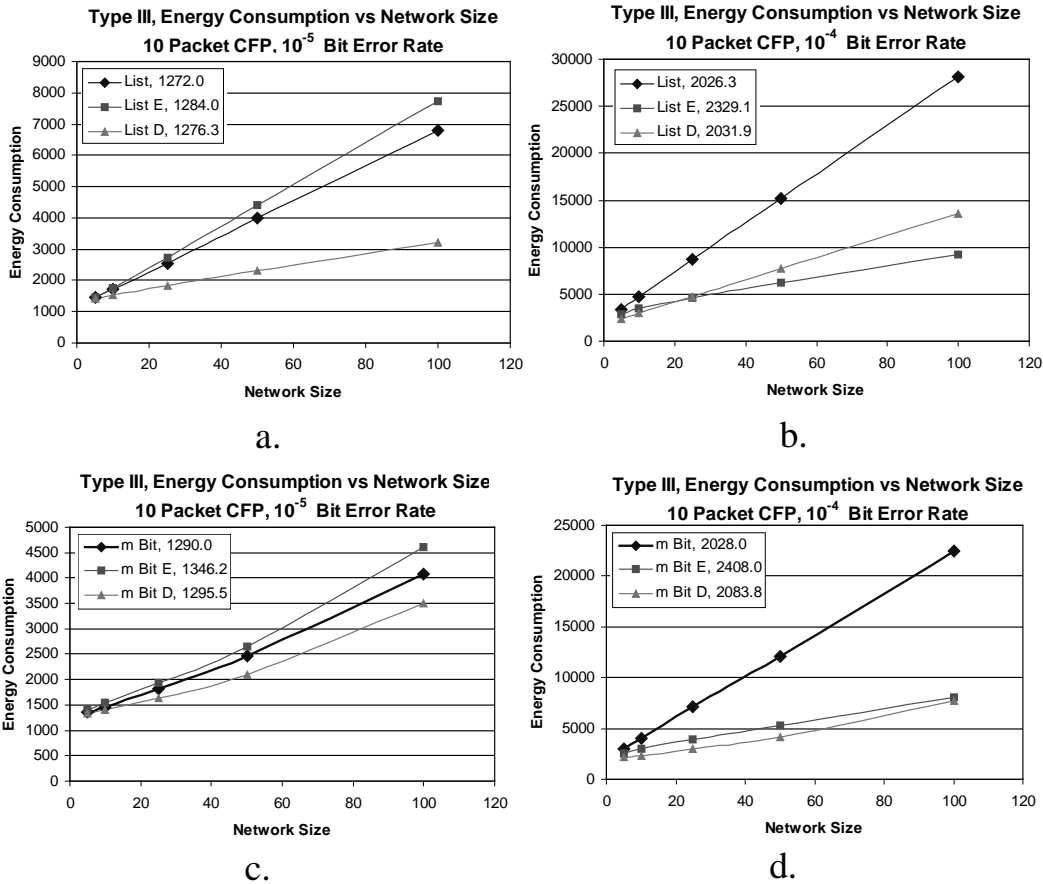 Type III, Energy Consumption vs Network Size
10 Packet CFP, 10^-5 Bit Error Rate
9000
8000
7000
6000
5000
4000
3000
2000
1000
0
Energy Consumption
List, 1272.0
List E, 1284.0
List D, 1276.3
0 20 40 60 80 100 120
Network Size
a.
Type III, Energy Consumption vs Network Size
10 Packet CFP, 10^-4 Bit Error Rate
30000
25000
20000
15000
10000
5000
0
Energy Consumption
List, 2026.3
List E, 2329.1
List D, 2031.9
0 20 40 60 80 100 120
Network Size
b.
Type III, Energy Consumption vs Network Size
10 Packet CFP, 10^-5 Bit Error Rate
5000
4500
4000
3500
3000
2500
2000
1500
1000
500
0
Energy Consumption
m Bit, 1290.0
m Bit E, 1346.2
m Bit D, 1295.5
0 20 40 60 80 100 120
Network Size
c.
Type III, Energy Consumption vs Network Size
10 Packet CFP, 10^-4 Bit Error Rate
25000
20000
15000
10000
5000
0
Energy Consumption
m Bit, 2028.0
m Bit E, 2408.0
m Bit D, 2083.8
0 20 40 60 80 100 120
Network Size
d.